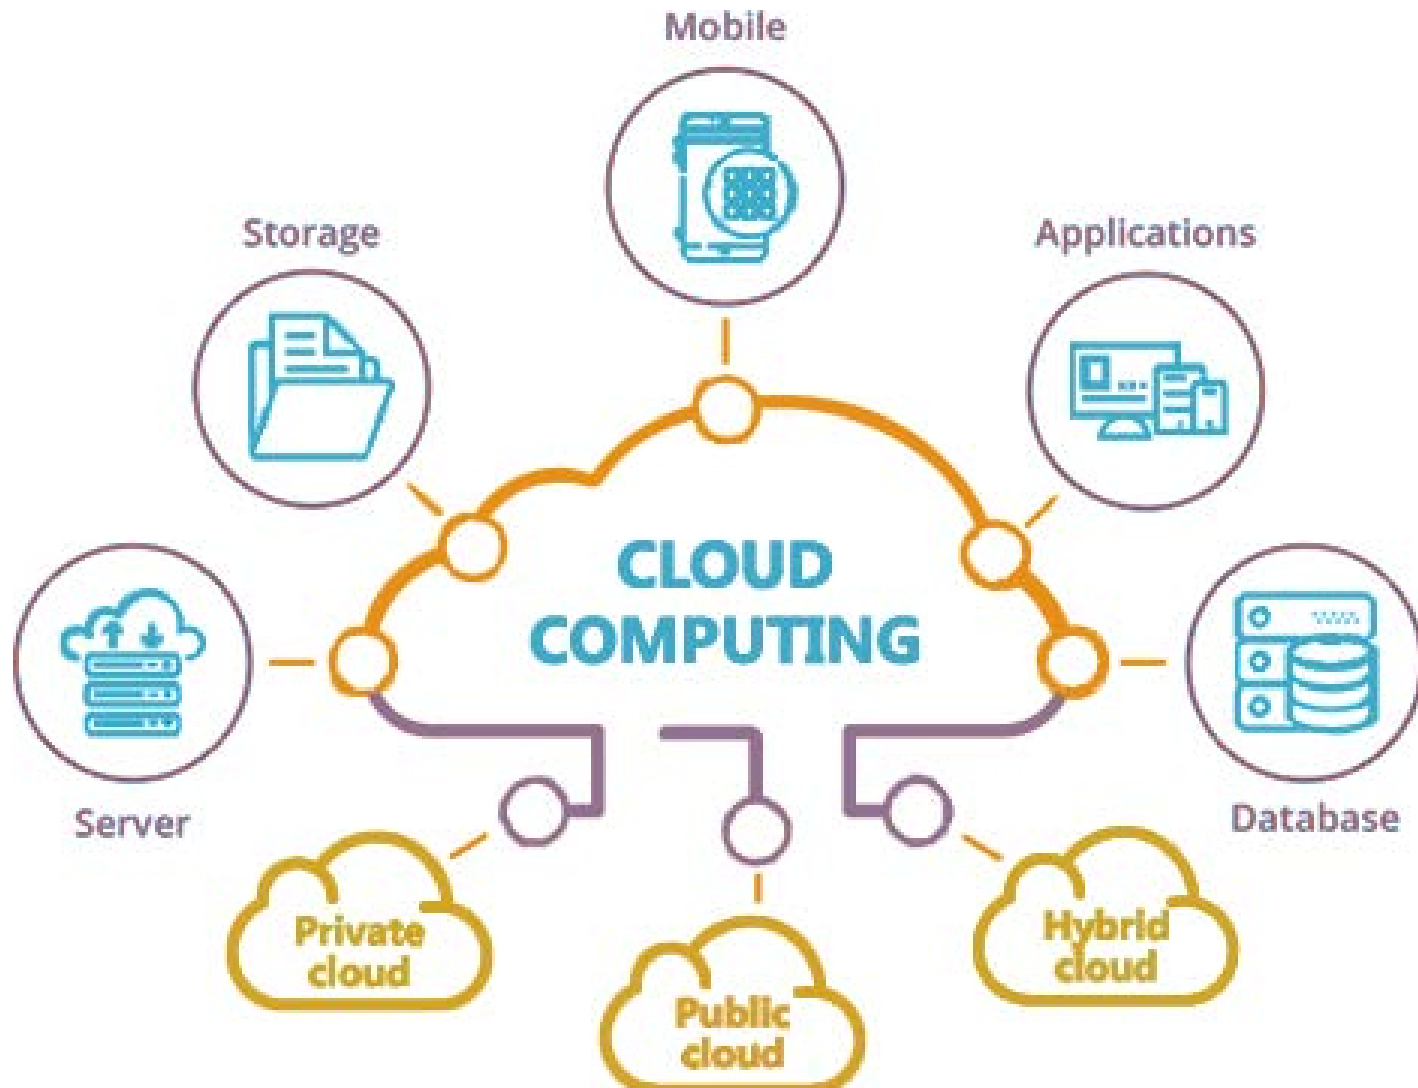 Mobile
Storage
Applications
CLOUD
COMPUTING
Server
Database
Private
cloud
Public
cloud
Hybrid
cloud